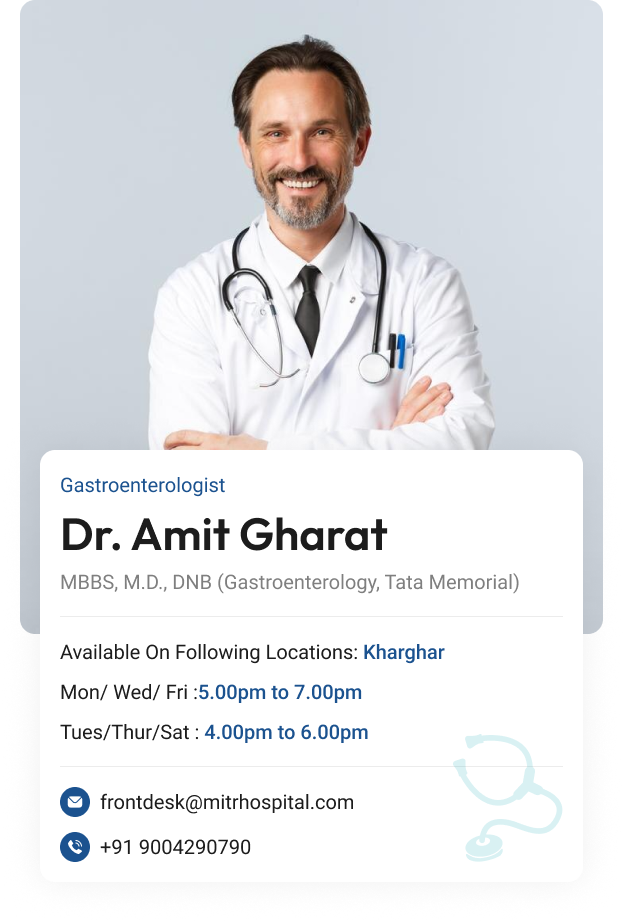 Gastroenterologist
Dr. Amit Gharat
MBBS, M.D., DNB (Gastroenterology, Tata Memorial)
Available On Following Locations: Kharghar
Mon/ Wed/ Fri :5.00pm to 7.00pm
Tues/Thur/Sat : 4.00pm to 6.00pm
frontdesk@mitrhospital.com
+91 9004290790